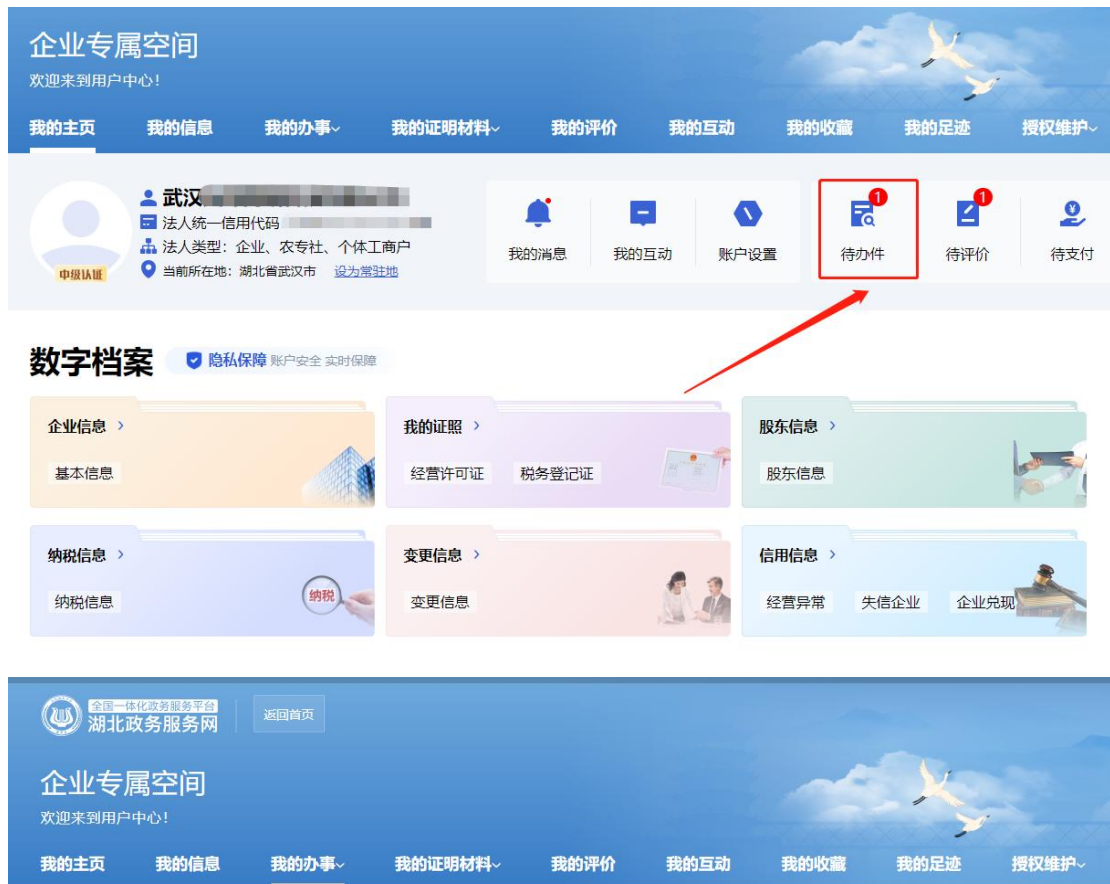 企业专属空间
欢迎来到用户中心!
我的主页 我的信息 我的办事 我的证明材料 我的评价 我的互动 我的收藏 我的足迹 授权维护
武汉
法人统一信用代码
法人类型: 企业、农专社、个体工商户
当前所在地: 湖北省武汉市 设为常驻地
中级认证
我的消息 我的互动 账户设置 1 待办件 1 待评价 待支付
数字档案 隐私保障 账户安全 实时保障
企业信息 > 我的证照 > 股东信息 >
基本信息 经营许可证 税务登记证 股东信息
纳税信息 > 变更信息 > 信用信息 >
纳税信息 纳税 变更信息 经营异常 失信企业 企业兑现
全国一体化政务服务平台
湖北政务服务网 返回首页
企业专属空间
欢迎来到用户中心!
我的主页 我的信息 我的办事 我的证明材料 我的评价 我的互动 我的收藏 我的足迹 授权维护